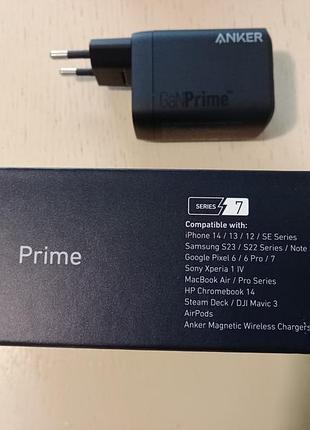 ANKER
GaNPrime™
SERIES 7
Prime
Compatible with:
iPhone 14 / 13 / 12 / SE Series
Samsung S23 / S22 Series / Note
Google Pixel 6 / 6 Pro / 7
Sony Xperia 1 IV
MacBook Air / Pro Series
HP Chromebook 14
Steam Deck / DJI Mavic 3
AirPods
Anker Magnetic Wireless Chargers